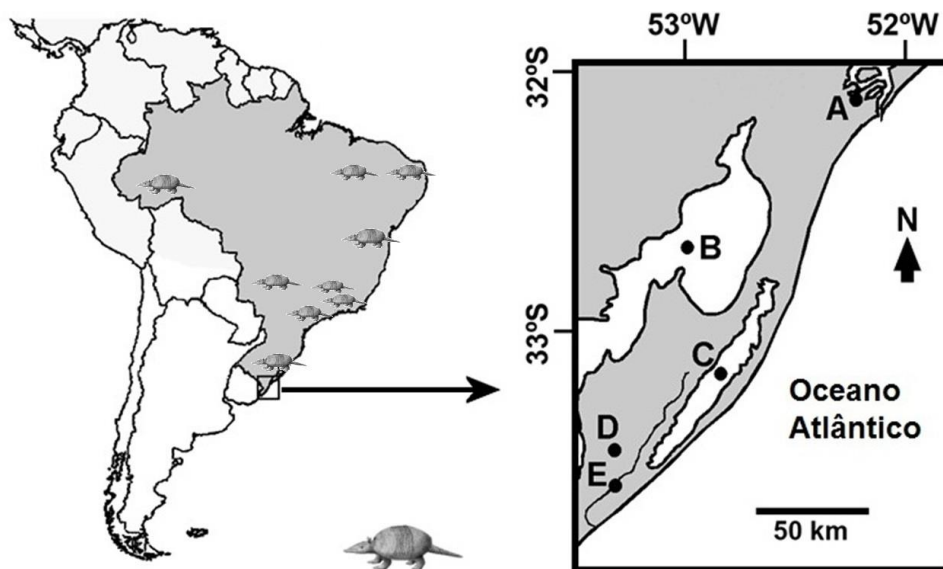 53ºW 52ºW
32ºS
A
N
B
33ºS
C
Oceano
Atlântico
D
E
50 km